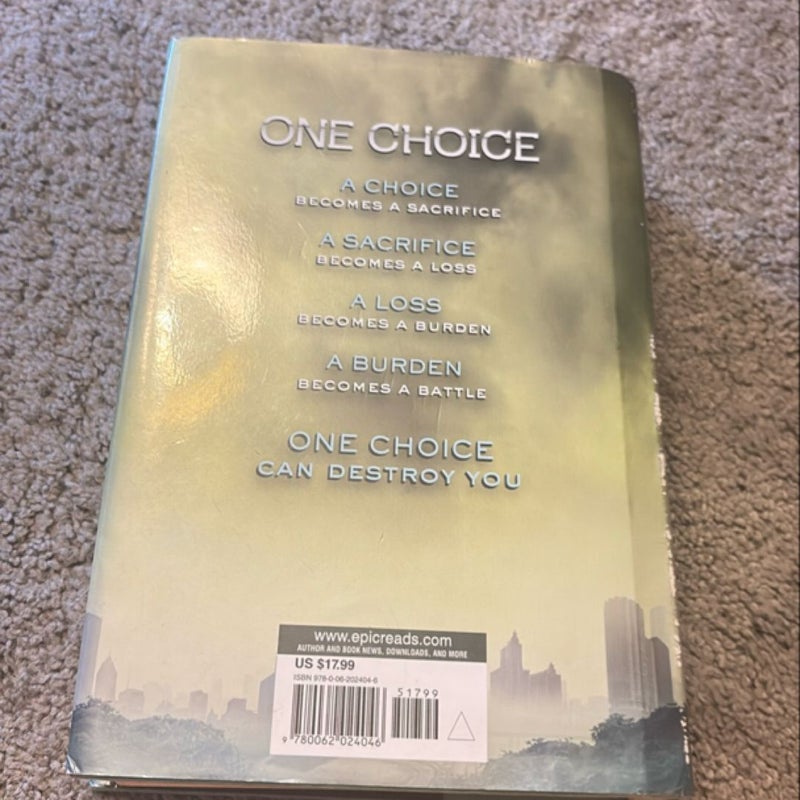 ONE CHOICE
A CHOICE
BECOMES A SACRIFICE
A SACRIFICE
BECOMES A LOSS
A LOSS
BECOMES A BURDEN
A BURDEN
BECOMES A BATTLE
ONE CHOICE
CAN DESTROY YOU
www.epicreads.com
AUTHOR AND BOOK NEWS, DOWNLOADS, AND MORE
US $17.99
ISBN 978-0-06-202404-6
51799
9 780062 024046